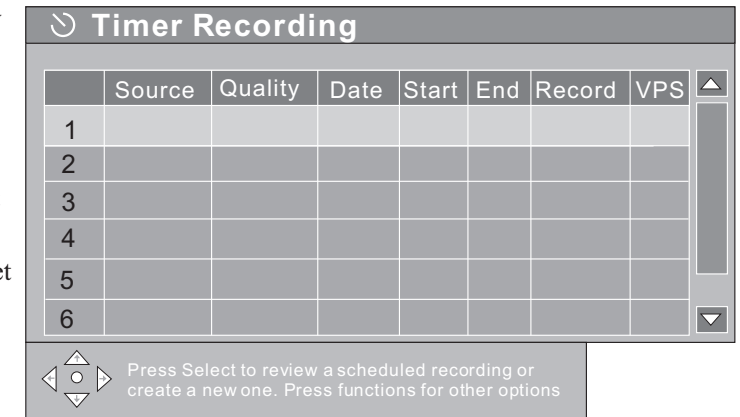 Timer Recording
Source Quality Date Start End Record VPS
1
2
3
4
et
5
6
Press Select to review a scheduled recording or
create a new one. Press functions for other options